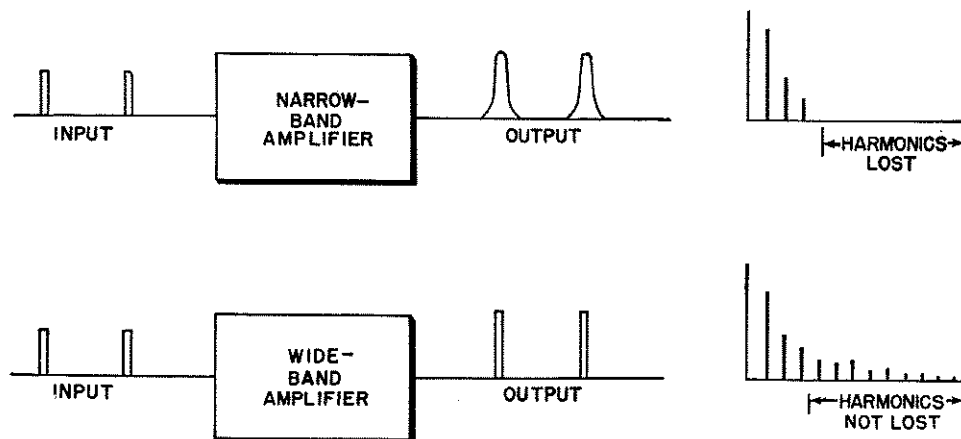 INPUT
NARROW-
BAND
AMPLIFIER
OUTPUT
HARMONICS
LOST
INPUT
WIDE-
BAND
AMPLIFIER
OUTPUT
HARMONICS
NOT LOST